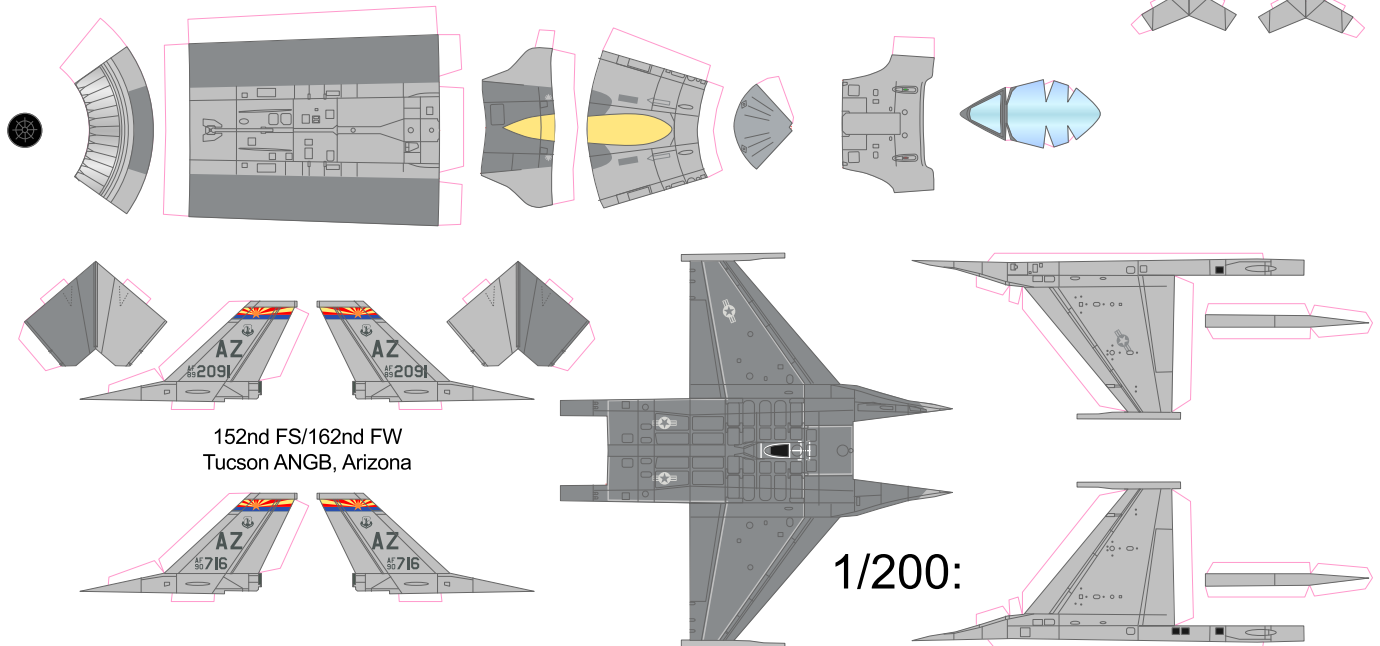 AZ
AF
89 2091
AZ
AF
89 2091
152nd FS/162nd FW
Tucson ANGB, Arizona
AZ
AF
90 716
AZ
AF
90 716
1/200: